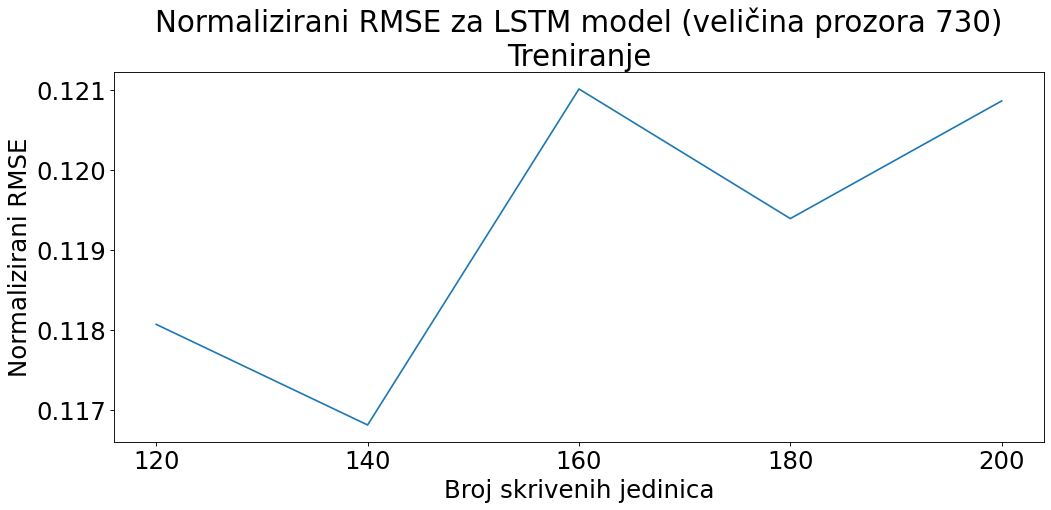 Normalizirani RMSE za LSTM model (veličina prozora 730)
Treniranje
Normalizirani RMSE
0.121
0.120
0.119
0.118
0.117
120 140 160 180 200
Broj skrivenih jedinica